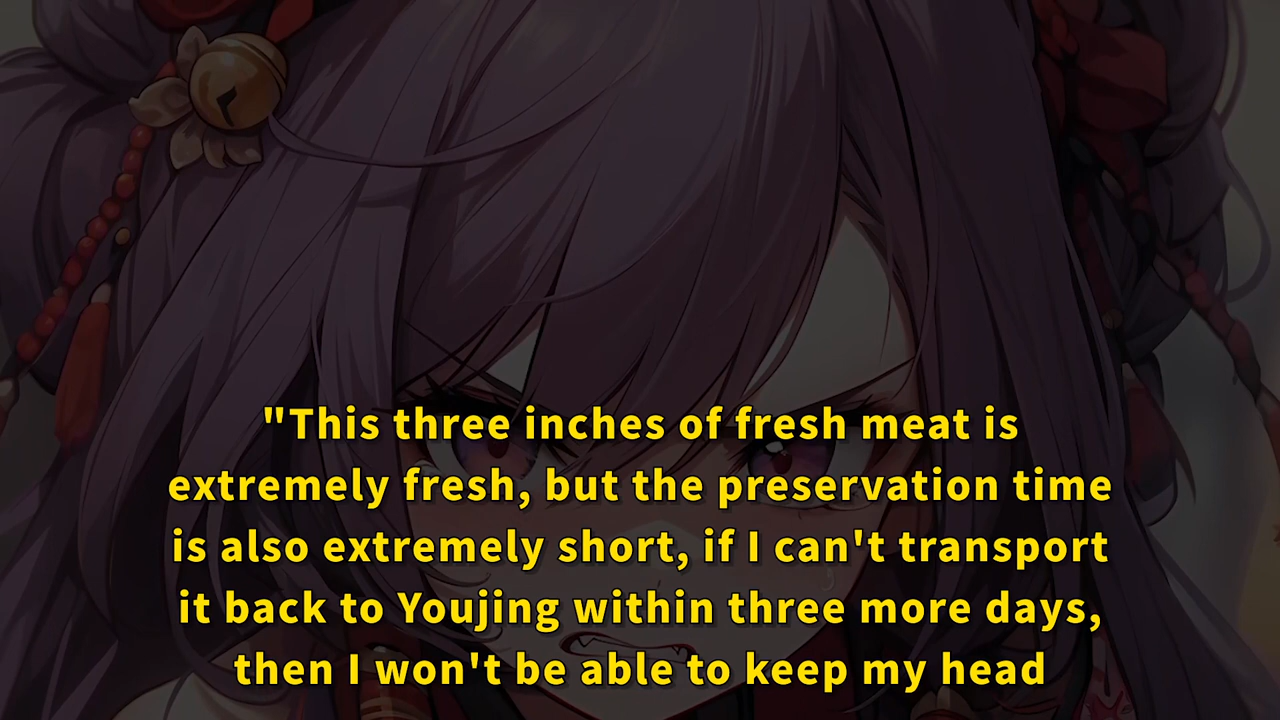 "This three inches of fresh meat is
extremely fresh, but the preservation time
is also extremely short, if I can't transport
it back to Youjing within three more days,
then I won't be able to keep my head